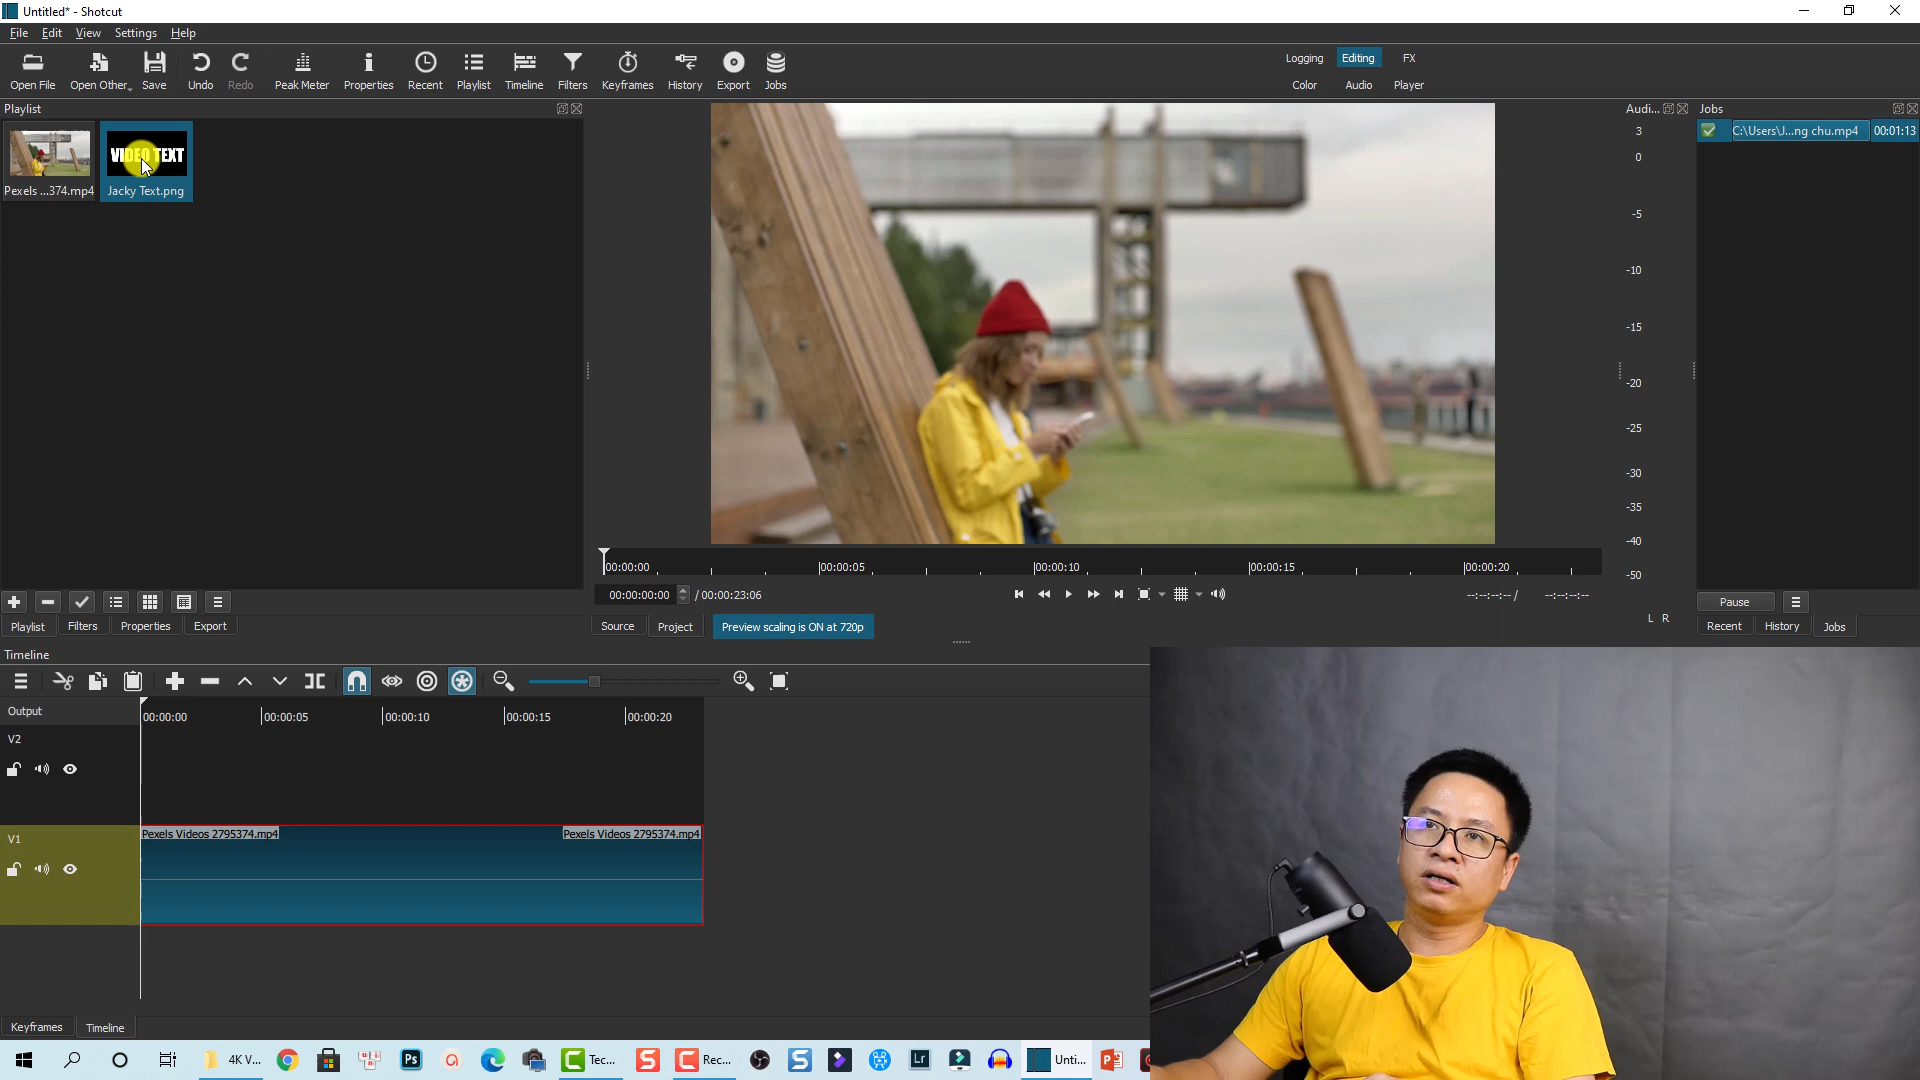 Untitled* - Shotcut
File Edit View Settings Help
Open File Open Other... Save Undo Redo Peak Meter Properties Recent Playlist Timeline Filters Keyframes History Export Jobs
Logging Editing FX
Color Audio Player
Playlist
Audi...
Jobs
VIDEO TEXT
Pexels ...374.mp4 Jacky Text.png
C:\Users\J...ng chu.mp4 00:01:13
3
0
-5
-10
-15
-20
-25
-30
-35
-40
-50
L R
00:00:00 00:00:05 00:00:10 00:00:15 00:00:20
00:00:00:00 / 00:00:23:06
--:--:--:-- / --:--:--:--
Pause
Playlist Filters Properties Export
Source Project Preview scaling is ON at 720p
Recent History Jobs
Timeline
Output
00:00:00 00:00:05 00:00:10 00:00:15 00:00:20
V2
V1
Pexels Videos 2795374.mp4 Pexels Videos 2795374.mp4
Keyframes Timeline
4K V... Ps Tec... Rec... Lr Unti...